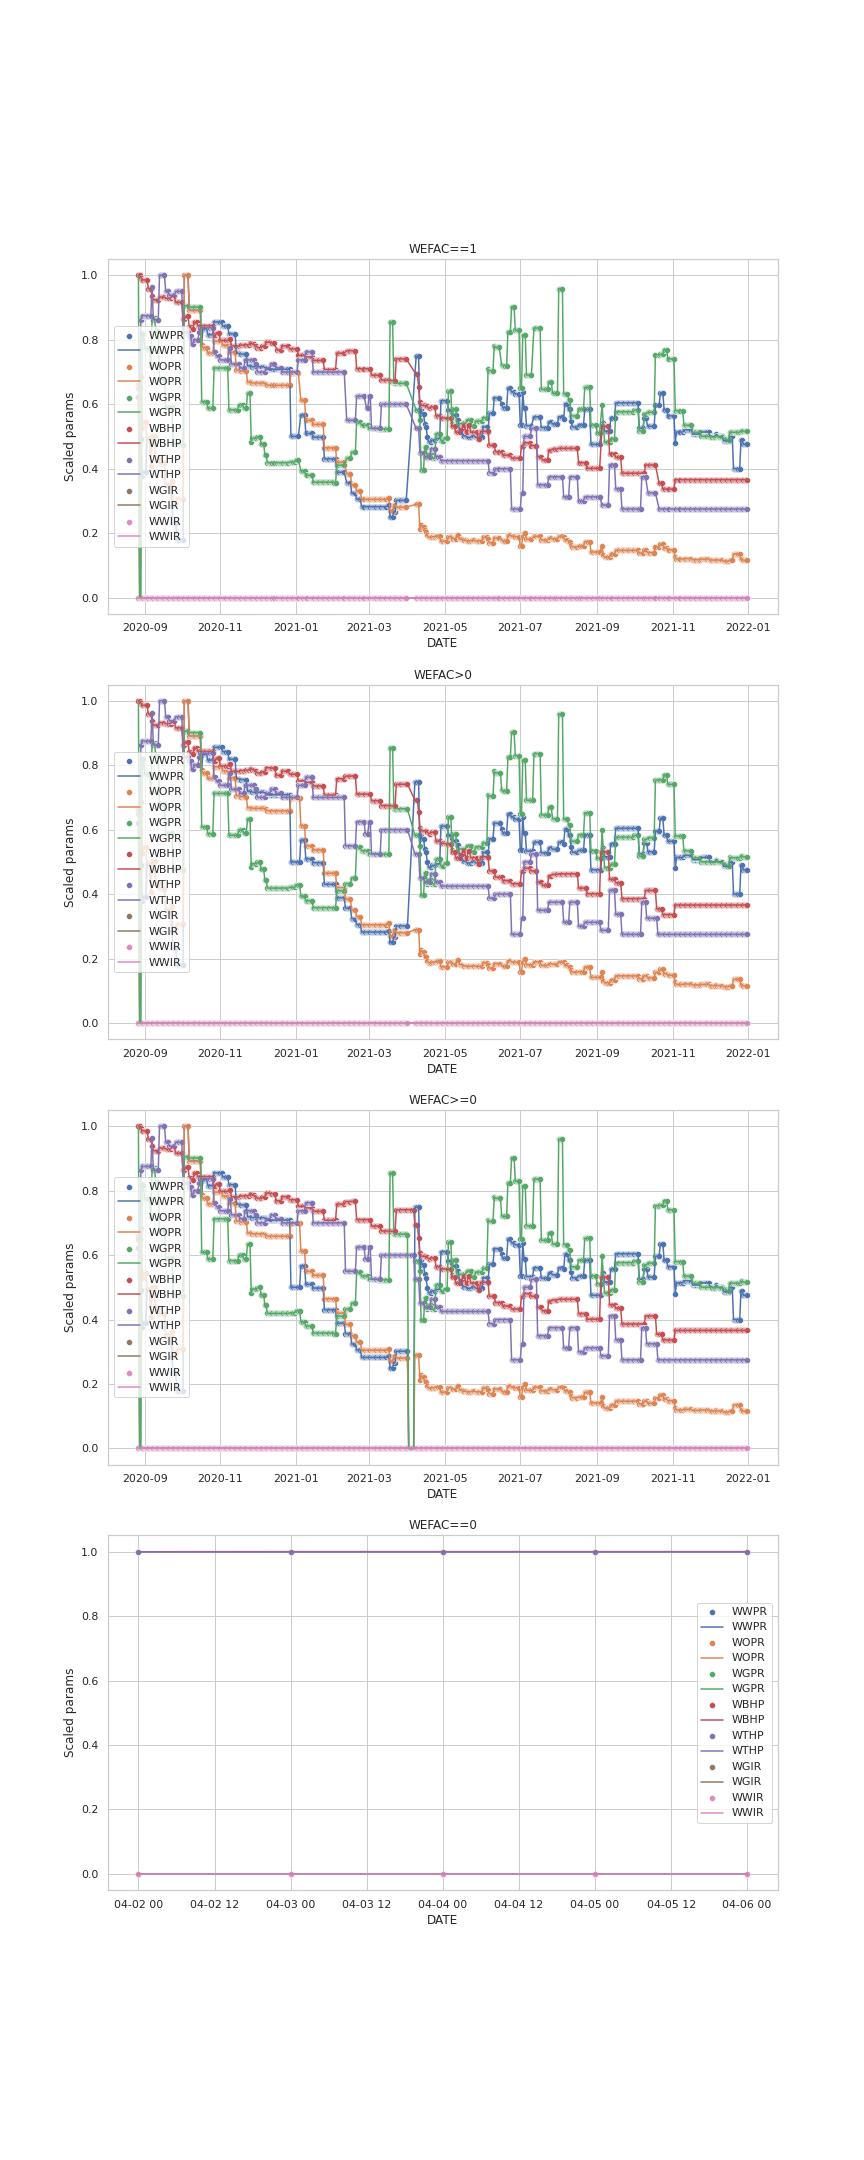 WEFAC==1
Scaled params
1.0
0.8
0.6
0.4
0.2
0.0
WWPR
WWPR
WOPR
WOPR
WGPR
WGPR
WBHP
WBHP
WTHP
WTHP
WGIR
WGIR
WWIR
WWIR
2020-09 2020-11 2021-01 2021-03 2021-05 2021-07 2021-09 2021-11 2022-01
DATE
WEFAC>0
Scaled params
1.0
0.8
0.6
0.4
0.2
0.0
WWPR
WWPR
WOPR
WOPR
WGPR
WGPR
WBHP
WBHP
WTHP
WTHP
WGIR
WGIR
WWIR
WWIR
2020-09 2020-11 2021-01 2021-03 2021-05 2021-07 2021-09 2021-11 2022-01
DATE
WEFAC>=0
Scaled params
1.0
0.8
0.6
0.4
0.2
0.0
WWPR
WWPR
WOPR
WOPR
WGPR
WGPR
WBHP
WBHP
WTHP
WTHP
WGIR
WGIR
WWIR
WWIR
2020-09 2020-11 2021-01 2021-03 2021-05 2021-07 2021-09 2021-11 2022-01
DATE
WEFAC==0
Scaled params
1.0
0.8
0.6
0.4
0.2
0.0
WWPR
WWPR
WOPR
WOPR
WGPR
WGPR
WBHP
WBHP
WTHP
WTHP
WGIR
WGIR
WWIR
WWIR
04-02 00 04-02 12 04-03 00 04-03 12 04-04 00 04-04 12 04-05 00 04-05 12 04-06 00
DATE